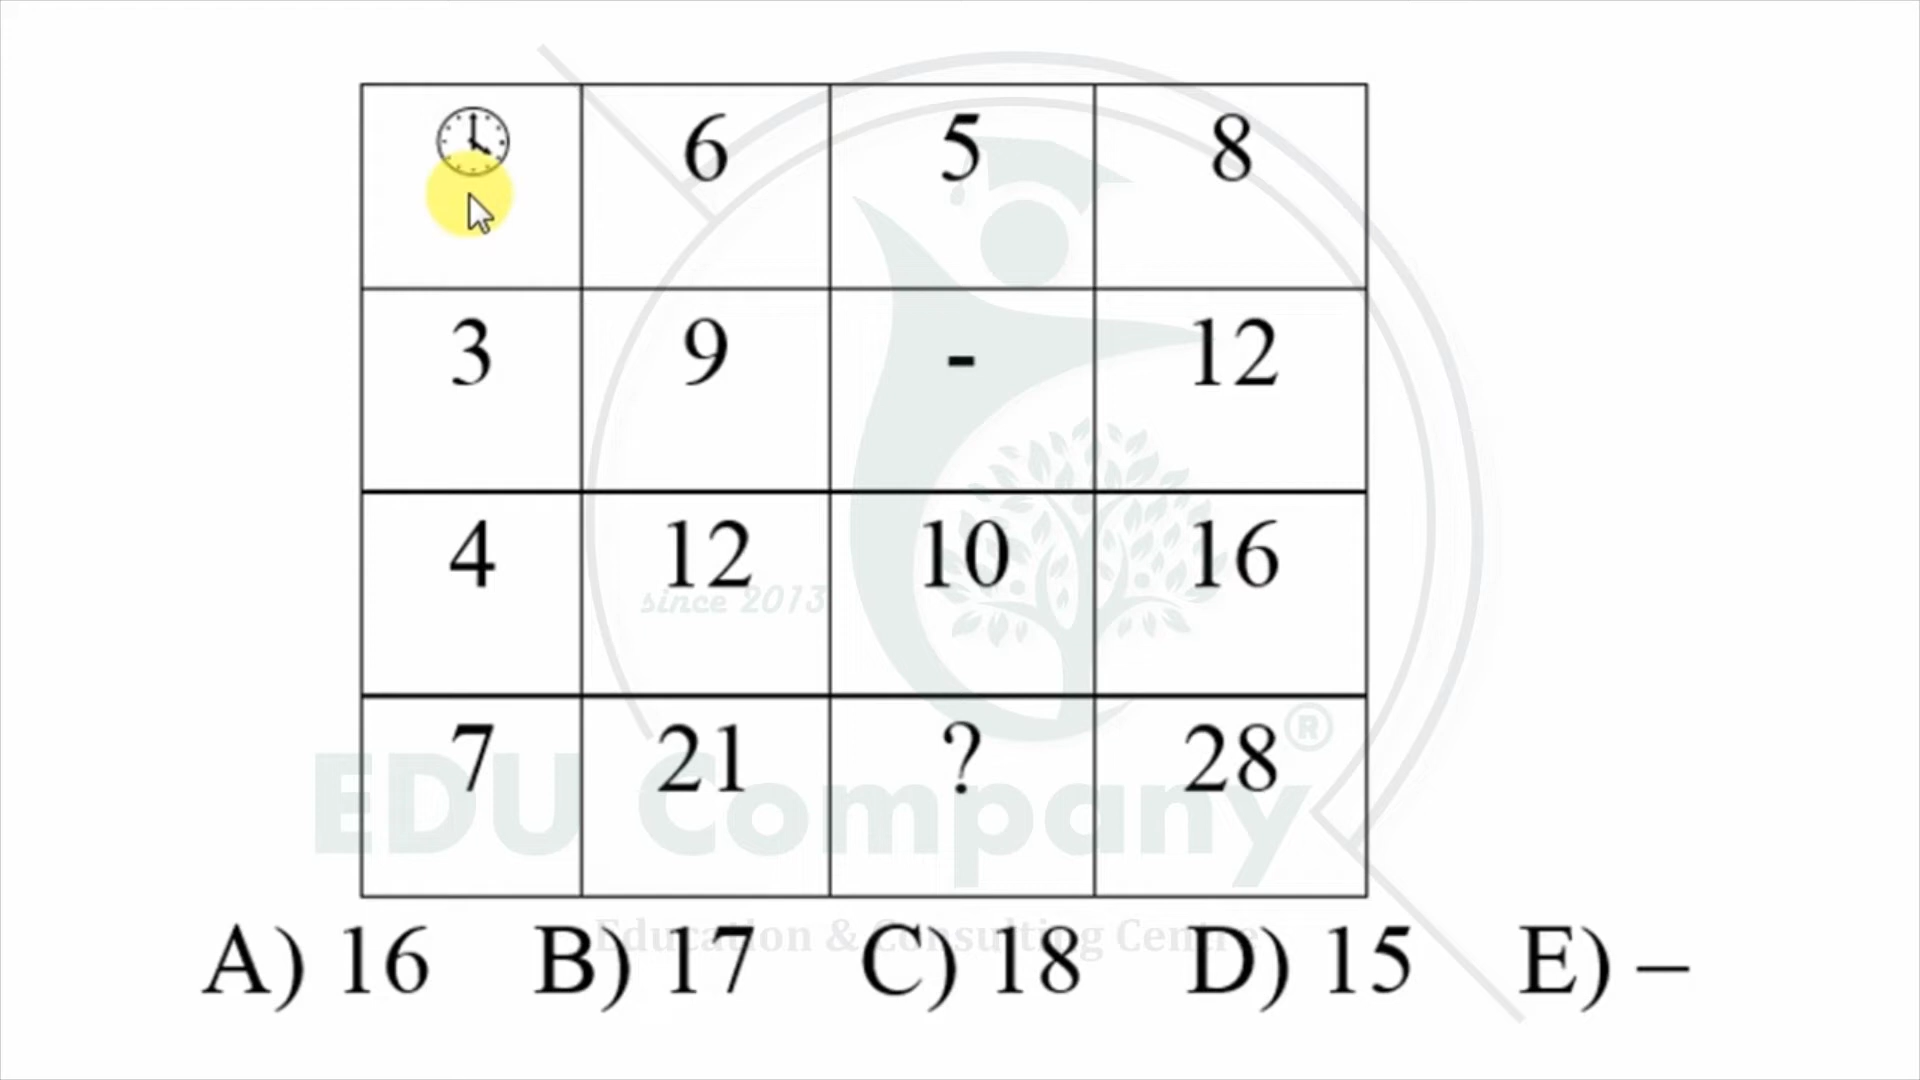 6 5 8
3 9 - 12
4 12 10 16
since 2013
7 21 ? 28
®
EDU Company
Education & Consulting Centre
A) 16 B) 17 C) 18 D) 15 E) –